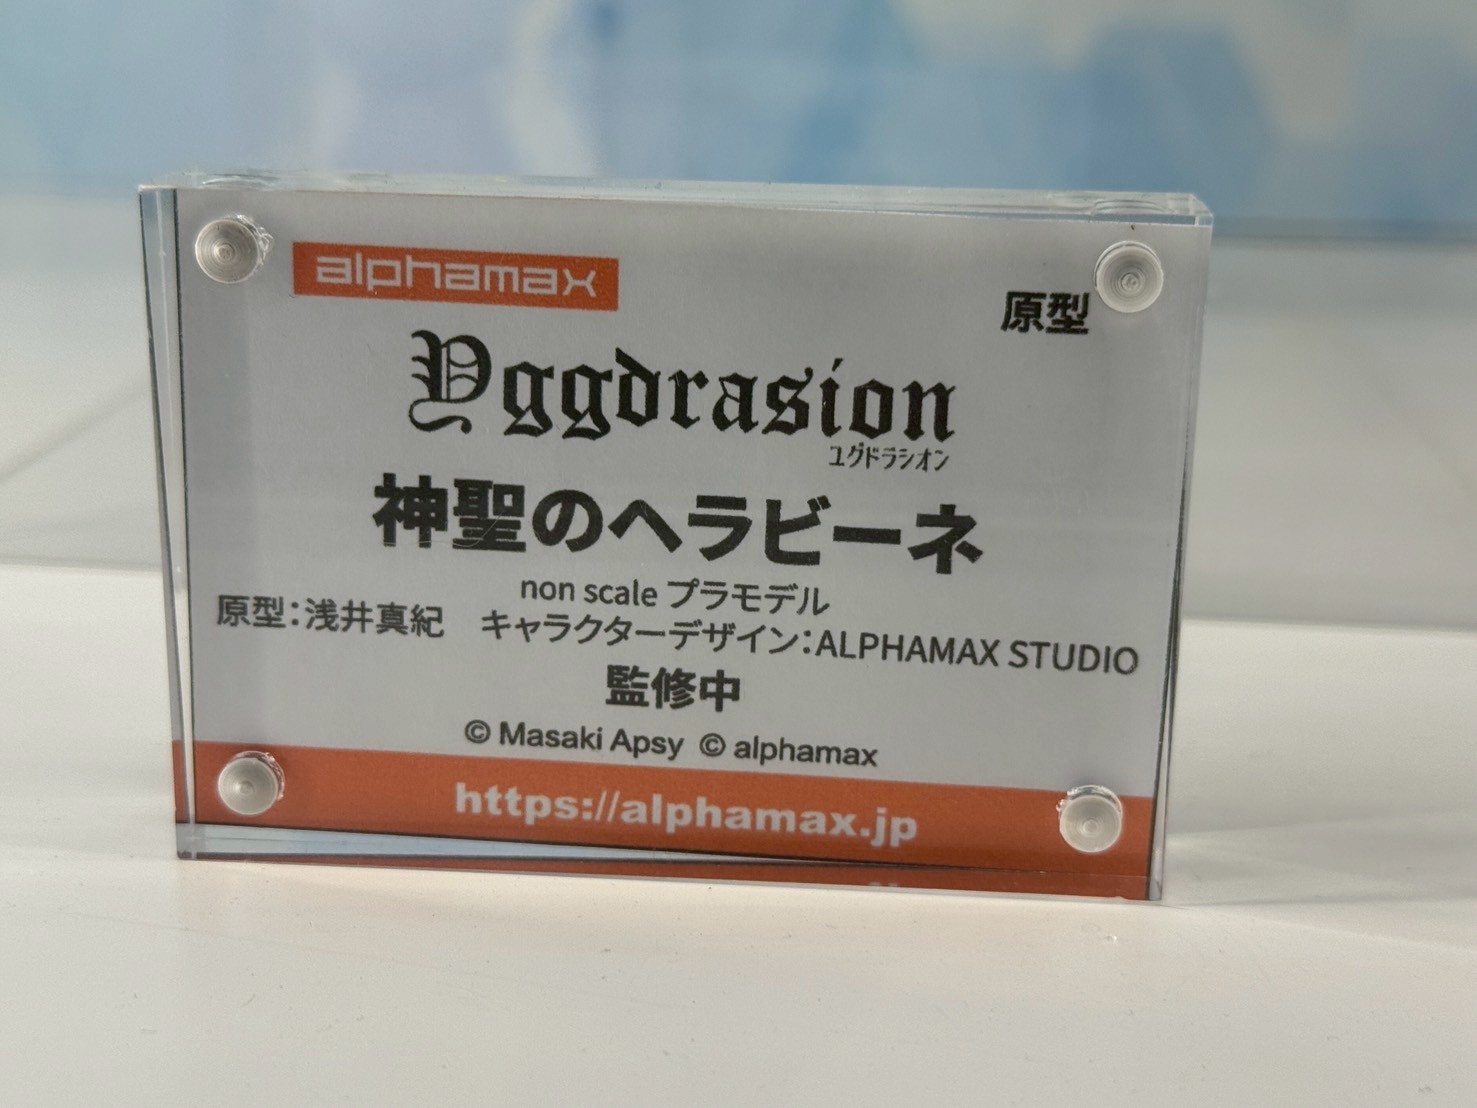 alphamax
原型
Yggdrasion
ユグドラシオン
神聖のヘラビーネ
non scale プラモデル
原型：浅井真紀　キャラクターデザイン：ALPHAMAX STUDIO
監修中
© Masaki Apsy © alphamax
https://alphamax.jp